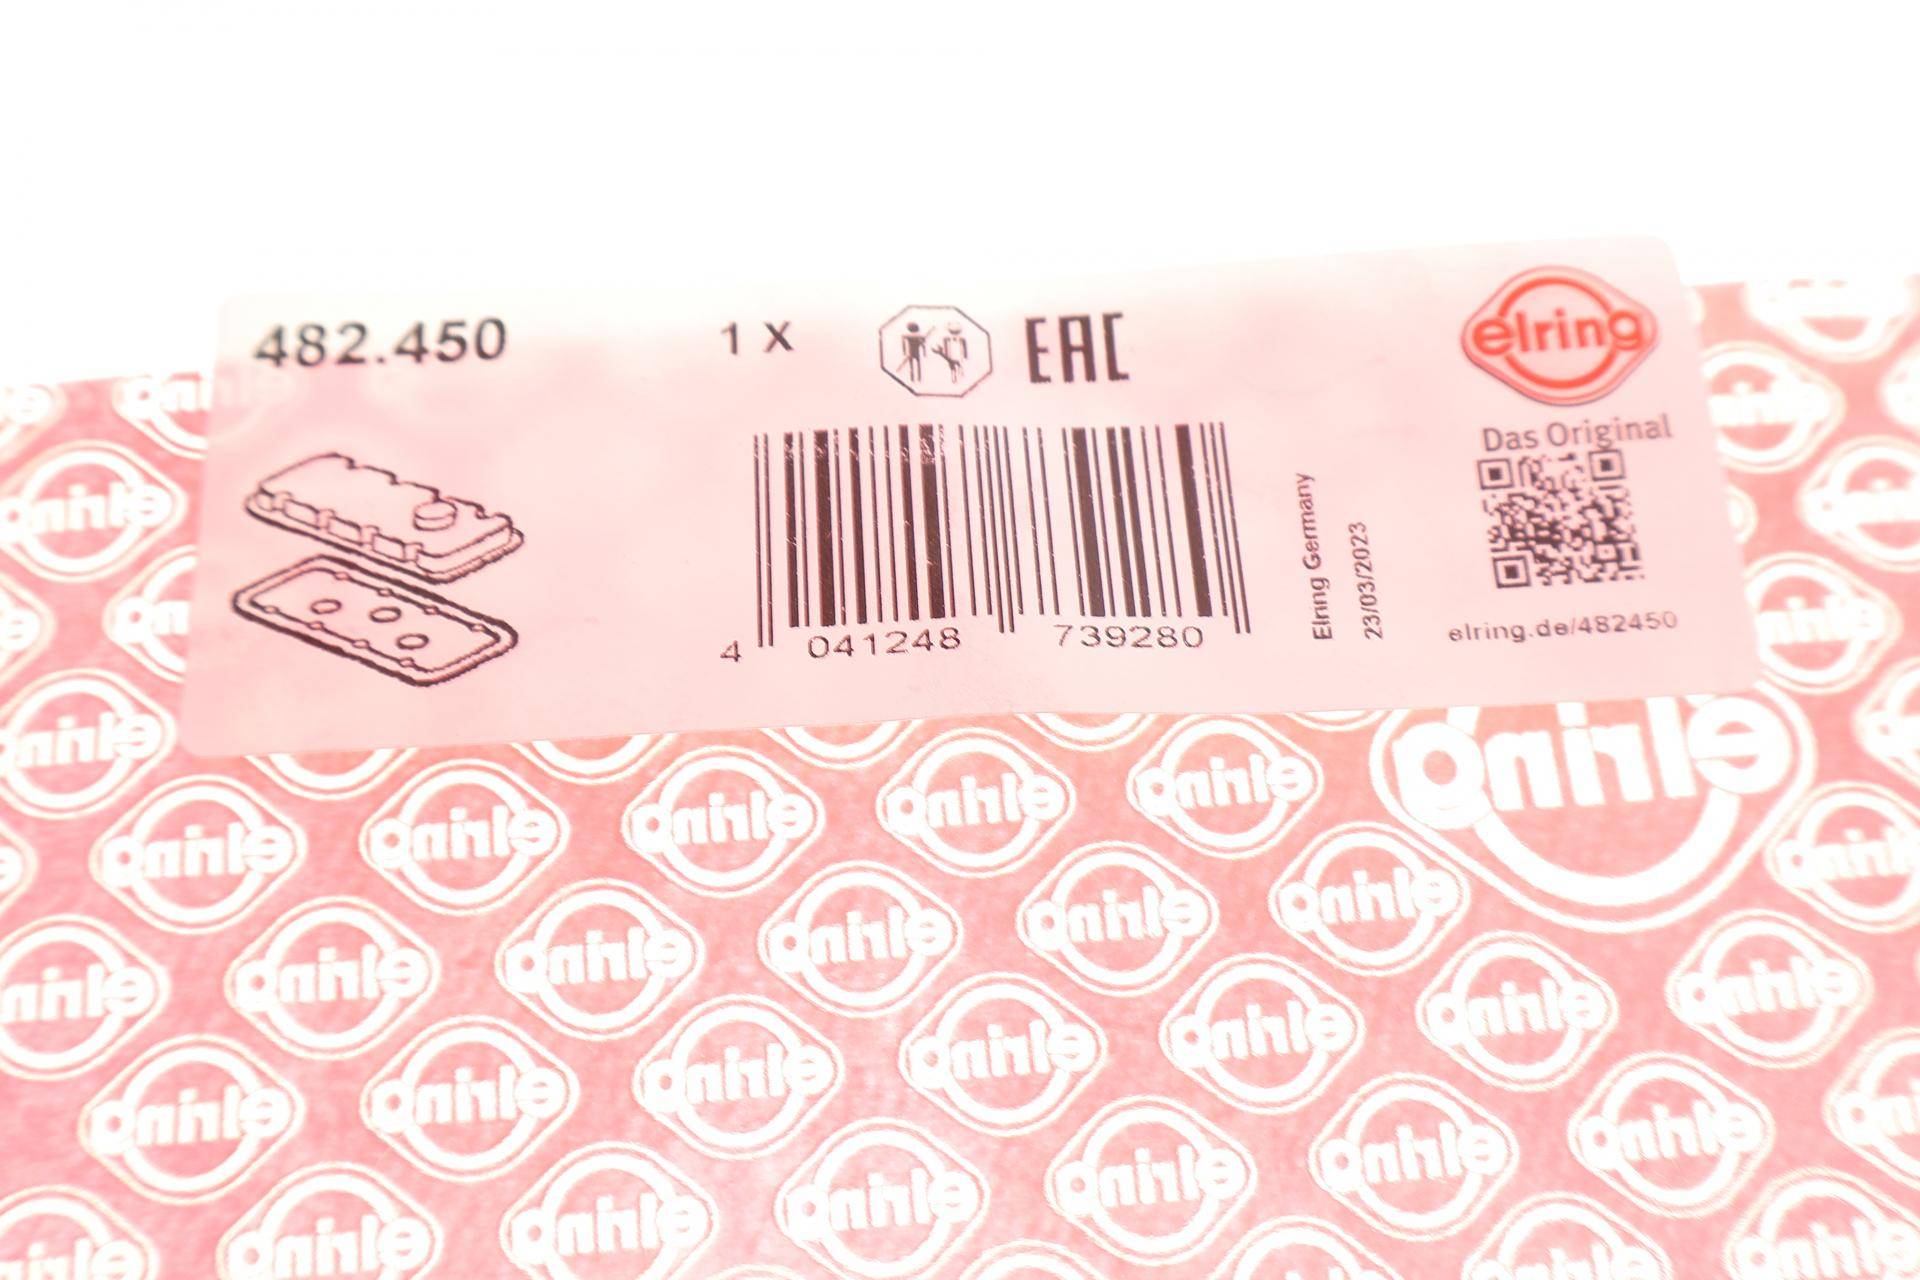 482.450
1 X
EAC
elring
Das Original
4 041248 739280
Elring Germany
23/03/2023
elring.de/482450